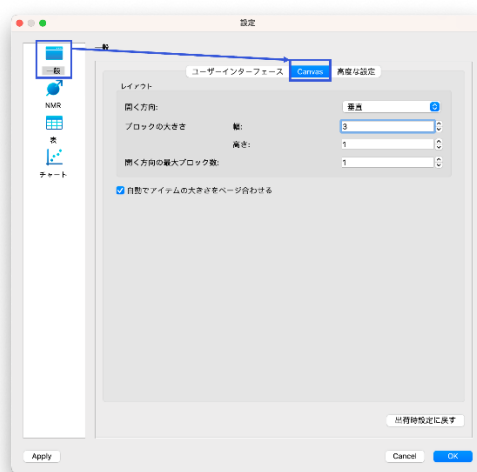 設定
一般
一般
NMR
表
チャート
ユーザーインターフェース Canvas 高度な設定
レイアウト
開く方向: 垂直
ブロックの大きさ 幅: 3
高さ: 1
開く方向の最大ブロック数: 1
自動でアイテムの大きさをページ合わせる
出荷時設定に戻す
Apply Cancel OK